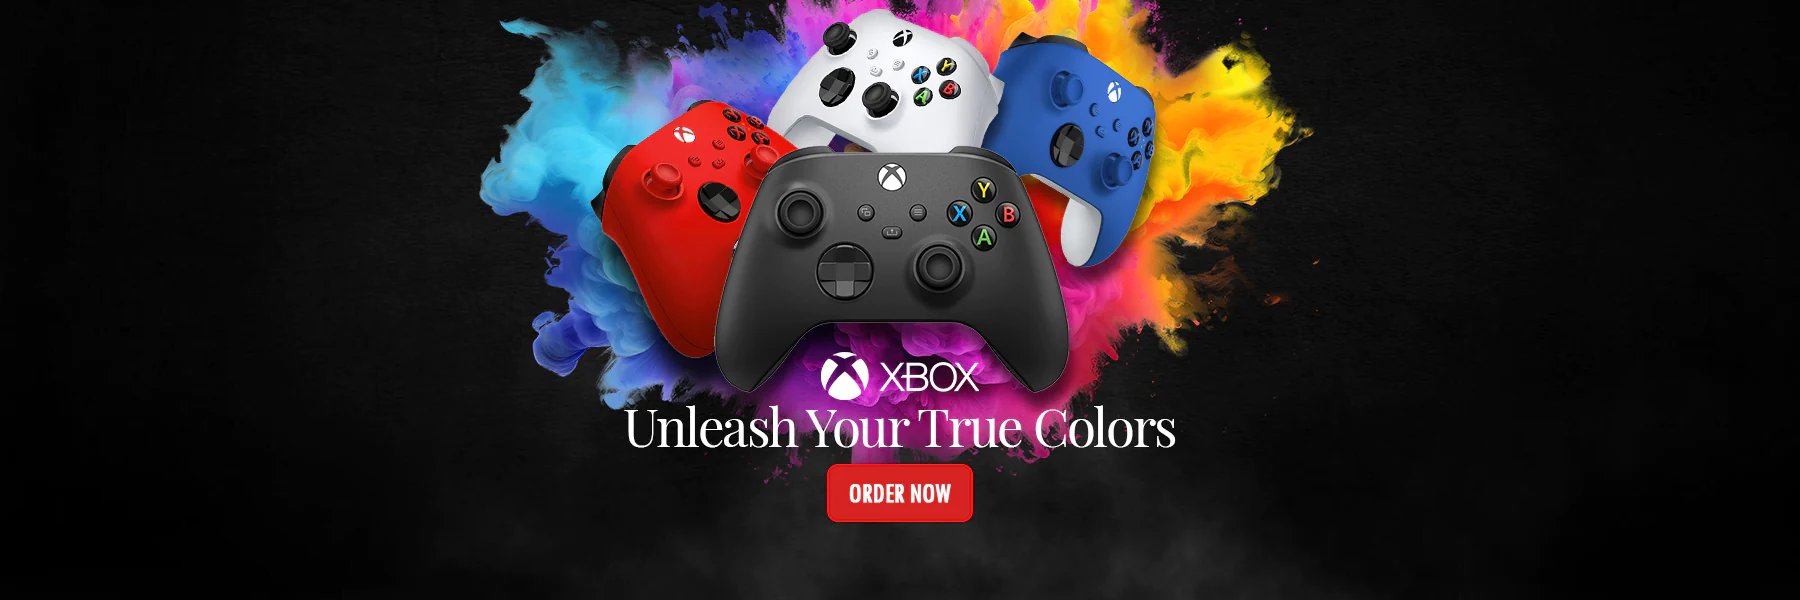 Y
X B
A
Y
X B
A
XBOX
Unleash Your True Colors
ORDER NOW